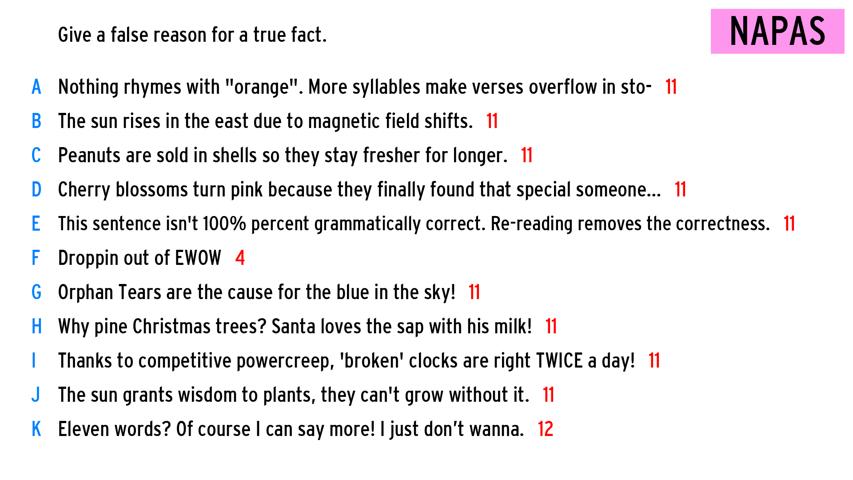 Give a false reason for a true fact.
NAPAS
A Nothing rhymes with "orange". More syllables make verses overflow in sto- 11
B The sun rises in the east due to magnetic field shifts. 11
C Peanuts are sold in shells so they stay fresher for longer. 11
D Cherry blossoms turn pink because they finally found that special someone... 11
E This sentence isn't 100% percent grammatically correct. Re-reading removes the correctness. 11
F Droppin out of EWOW 4
G Orphan Tears are the cause for the blue in the sky! 11
H Why pine Christmas trees? Santa loves the sap with his milk! 11
I Thanks to competitive powercreep, 'broken' clocks are right TWICE a day! 11
J The sun grants wisdom to plants, they can't grow without it. 11
K Eleven words? Of course I can say more! I just don’t wanna. 12